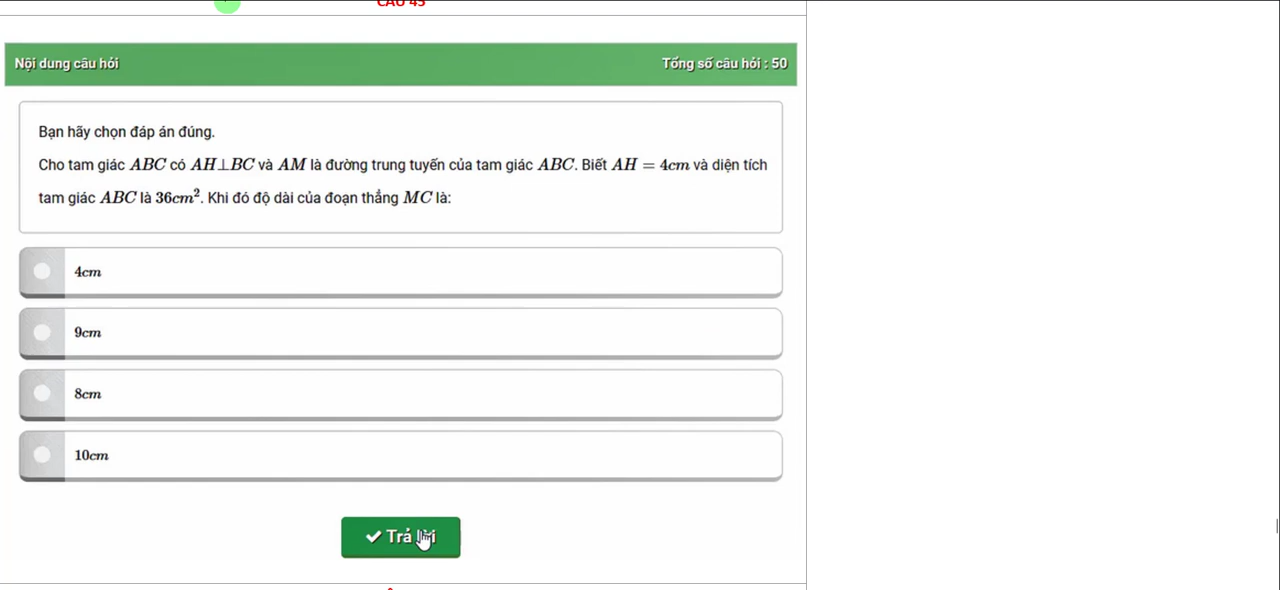 CÂU 45
Nội dung câu hỏi
Tổng số câu hỏi : 50
Bạn hãy chọn đáp án đúng.
Cho tam giác ABC có AH⊥BC và AM là đường trung tuyến của tam giác ABC. Biết AH = 4cm và diện tích
tam giác ABC là 36cm². Khi đó độ dài của đoạn thẳng MC là:
4cm
9cm
8cm
10cm
Trả lời